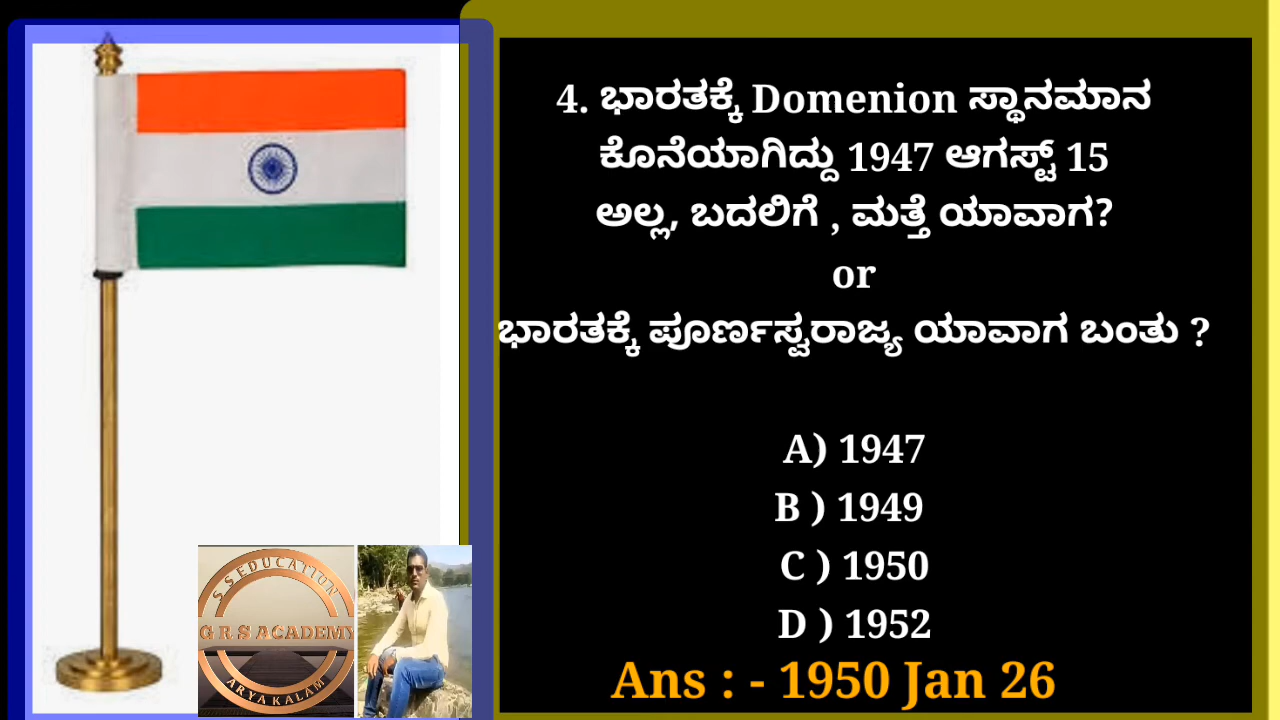 4. ಭಾರತಕ್ಕೆ Domenion ಸ್ಥಾನಮಾನ
ಕೊನೆಯಾಗಿದ್ದು 1947 ಆಗಸ್ಟ್ 15
ಅಲ್ಲ, ಬದಲಿಗೆ , ಮತ್ತೆ ಯಾವಾಗ?
or
ಭಾರತಕ್ಕೆ ಪೂರ್ಣಸ್ವರಾಜ್ಯ ಯಾವಾಗ ಬಂತು ?
A) 1947
B ) 1949
C ) 1950
D ) 1952
Ans : - 1950 Jan 26
S S EDUCATION
G R S ACADEMY
ARYA KALAM